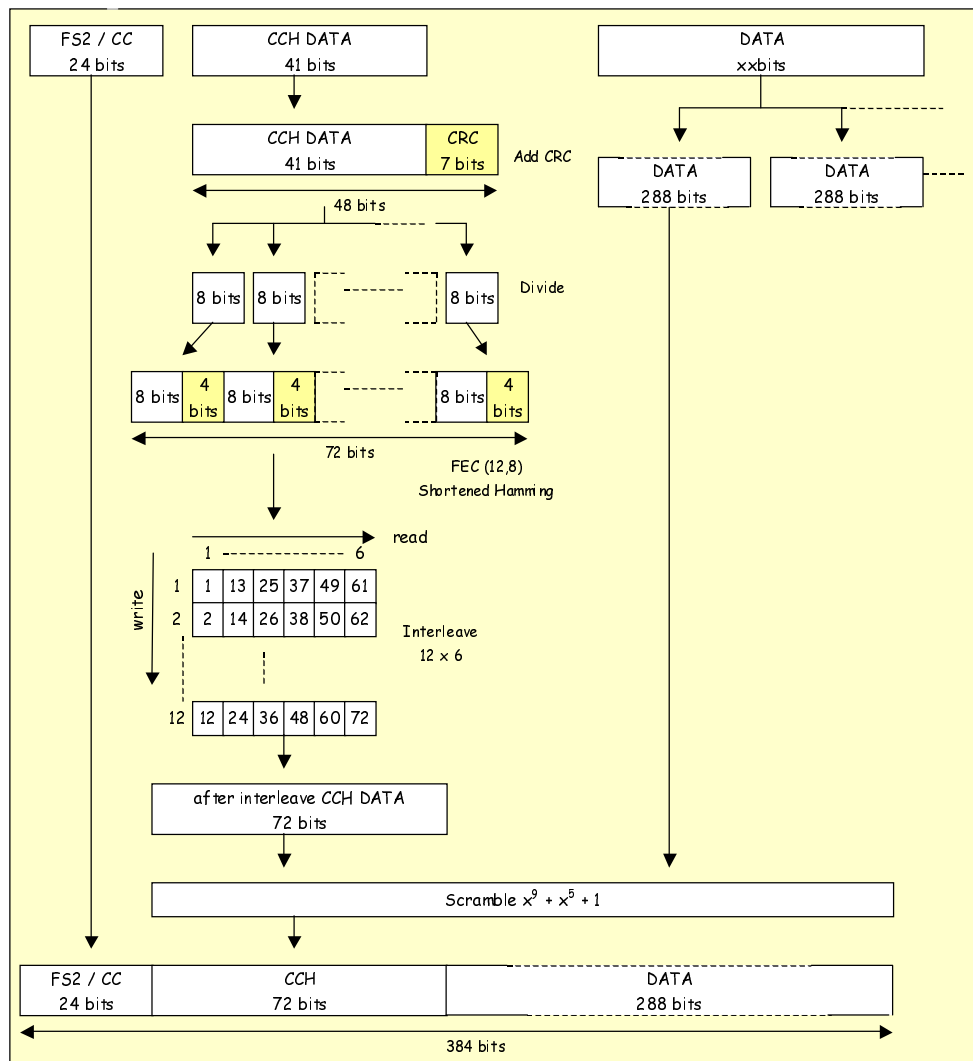 FS2 / CC
24 bits
CCH DATA
41 bits
DATA
xxbits
CCH DATA
41 bits
CRC
7 bits
Add CRC
48 bits
DATA
288 bits
DATA
288 bits
8 bits
8 bits
8 bits
Divide
8 bits
4
bits
8 bits
4
bits
8 bits
4
bits
72 bits
FEC (12,8)
Shortened Hamming
read
1 6
write
1 1 13 25 37 49 61
2 2 14 26 38 50 62
Interleave
12 x 6
12 12 24 36 48 60 72
after interleave CCH DATA
72 bits
Scramble x⁹ + x⁵ + 1
FS2 / CC
24 bits
CCH
72 bits
DATA
288 bits
384 bits